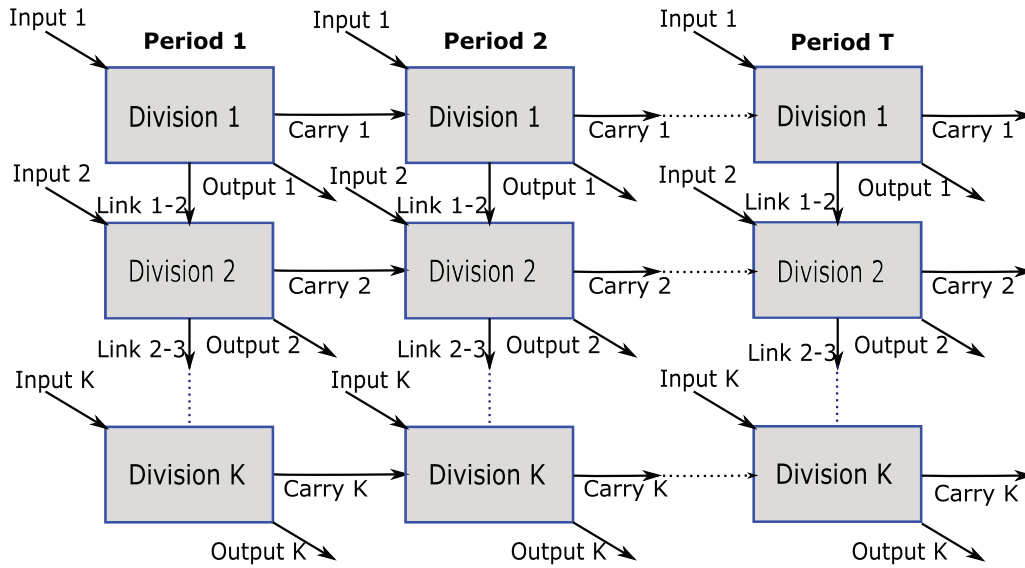 Input 1
Input 1
Input 1
Period 1
Period 2
Period T
Division 1
Division 1
Division 1
Carry 1
Carry 1
Carry 1
Input 2
Output 1
Input 2
Output 1
Input 2
Output 1
Link 1-2
Link 1-2
Link 1-2
Division 2
Division 2
Division 2
Carry 2
Carry 2
Carry 2
Link 2-3
Output 2
Link 2-3
Output 2
Link 2-3
Output 2
Input K
Input K
Input K
Division K
Division K
Division K
Carry K
Carry K
Carry K
Output K
Output K
Output K